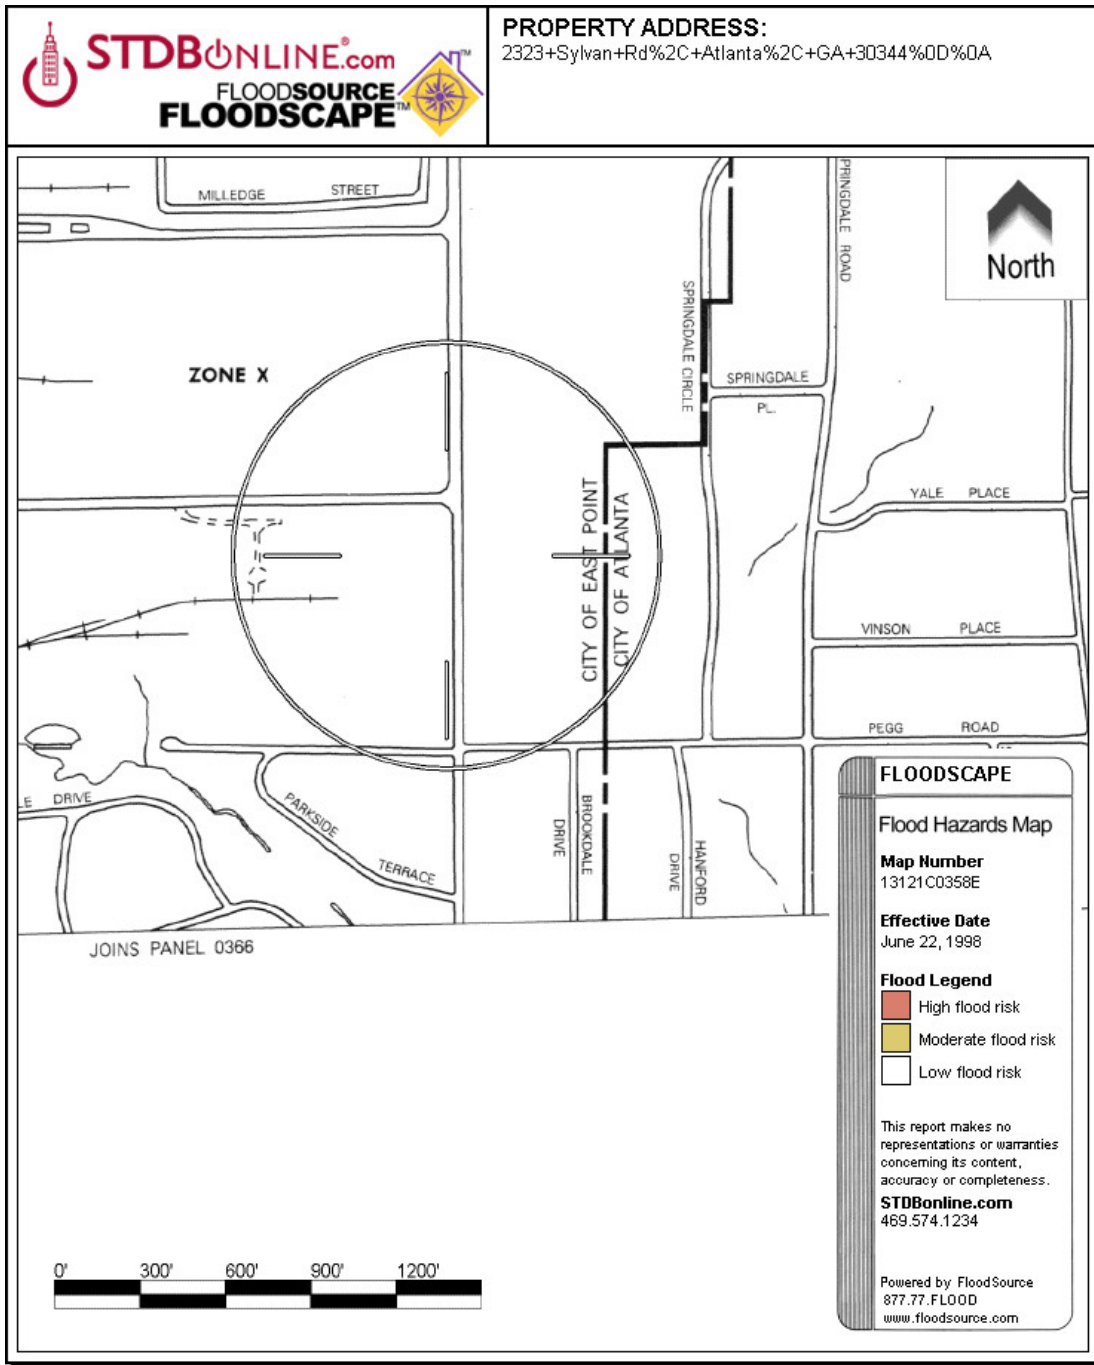 STDBONLINE®.com
FLOODSOURCE
FLOODSCAPE™
TM
PROPERTY ADDRESS:
2323+Sylvan+Rd%2C+Atlanta%2C+GA+30344%0D%0A
MILLEDGE STREET
PRINGDALE ROAD
North
SPRINGDALE CIRCLE
ZONE X
SPRINGDALE
PL.
YALE PLACE
CITY OF EAST POINT
CITY OF ATLANTA
VINSON PLACE
PEGG ROAD
LE DRIVE
PARKSIDE
TERRACE
BROOKDALE
DRIVE
HANFORD
DRIVE
JOINS PANEL 0366
FLOODSCAPE
Flood Hazards Map
Map Number
13121C0358E
Effective Date
June 22, 1998
Flood Legend
High flood risk
Moderate flood risk
Low flood risk
This report makes no
representations or warranties
concerning its content,
accuracy or completeness.
STDBonline.com
469.574.1234
Powered by FloodSource
877.77.FLOOD
www.floodsource.com
0' 300' 600' 900' 1200'